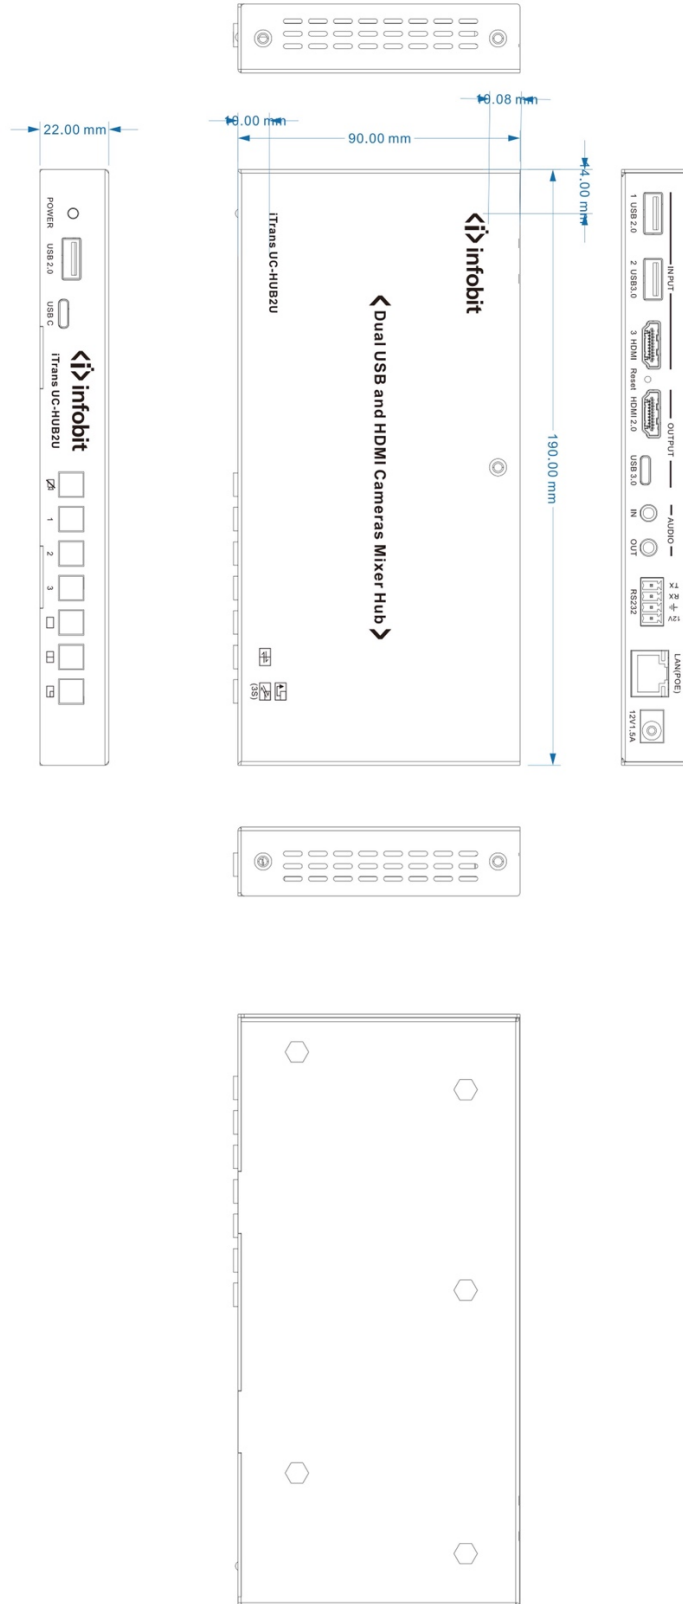 22.00 mm
10.00 mm
90.00 mm
10.08 mm
14.00 mm
190.00 mm
POWER
USB 2.0
USB C
infobit
iTrans UC-HUB2U
1
2
3
iTrans UC-HUB2U
infobit
Dual USB and HDMI Cameras Mixer Hub
(3S)
INPUT
1 USB 2.0
2 USB3.0
3 HDMI
Reset
OUTPUT
HDMI 2.0
USB 3.0
AUDIO
IN
OUT
TX RX 12V
RS232
LAN(POE)
12V1.5A